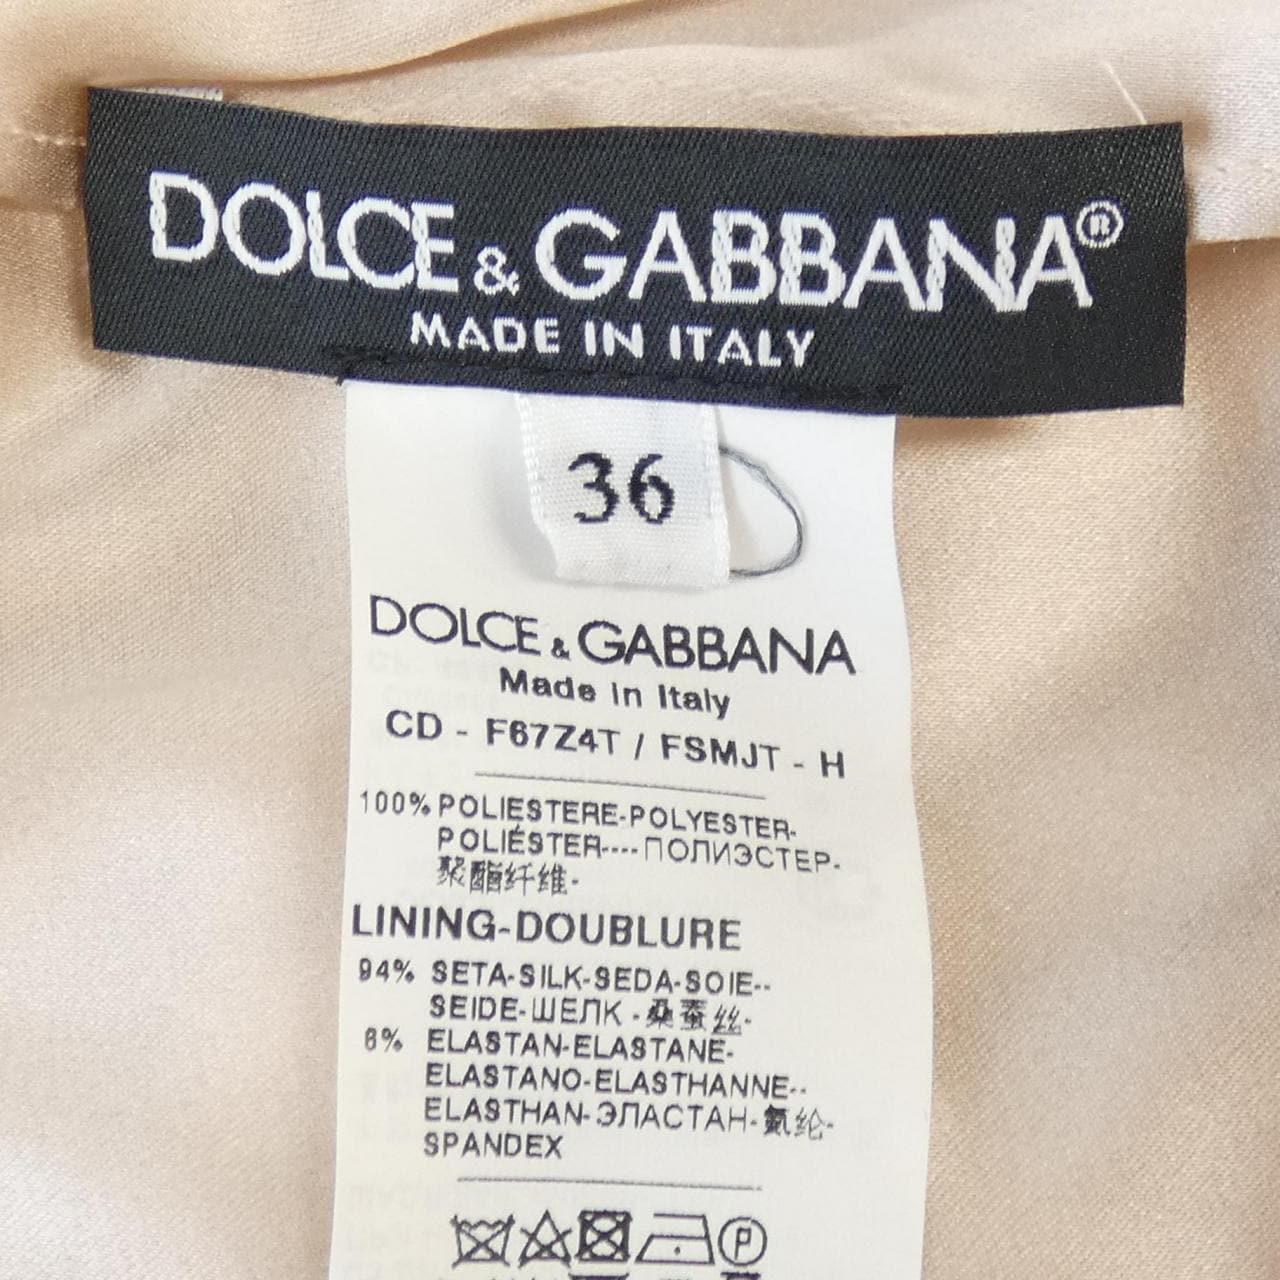 DOLCE & GABBANA®
MADE IN ITALY
36
DOLCE & GABBANA
Made in Italy
CD - F67Z4T / FSMJT - H
100% POLIESTERE-POLYESTER-
POLIÉSTER----ПОЛИЭСТЕР-
聚酯纤维-
LINING-DOUBLURE
94% SETA-SILK-SEDA-SOIE--
SEIDE-ШЕЛК-桑蚕丝-
6% ELASTAN-ELASTANE-
ELASTANO-ELASTHANNE--
ELASTHAN-ЭЛАСТАН-氨纶-
SPANDEX
P